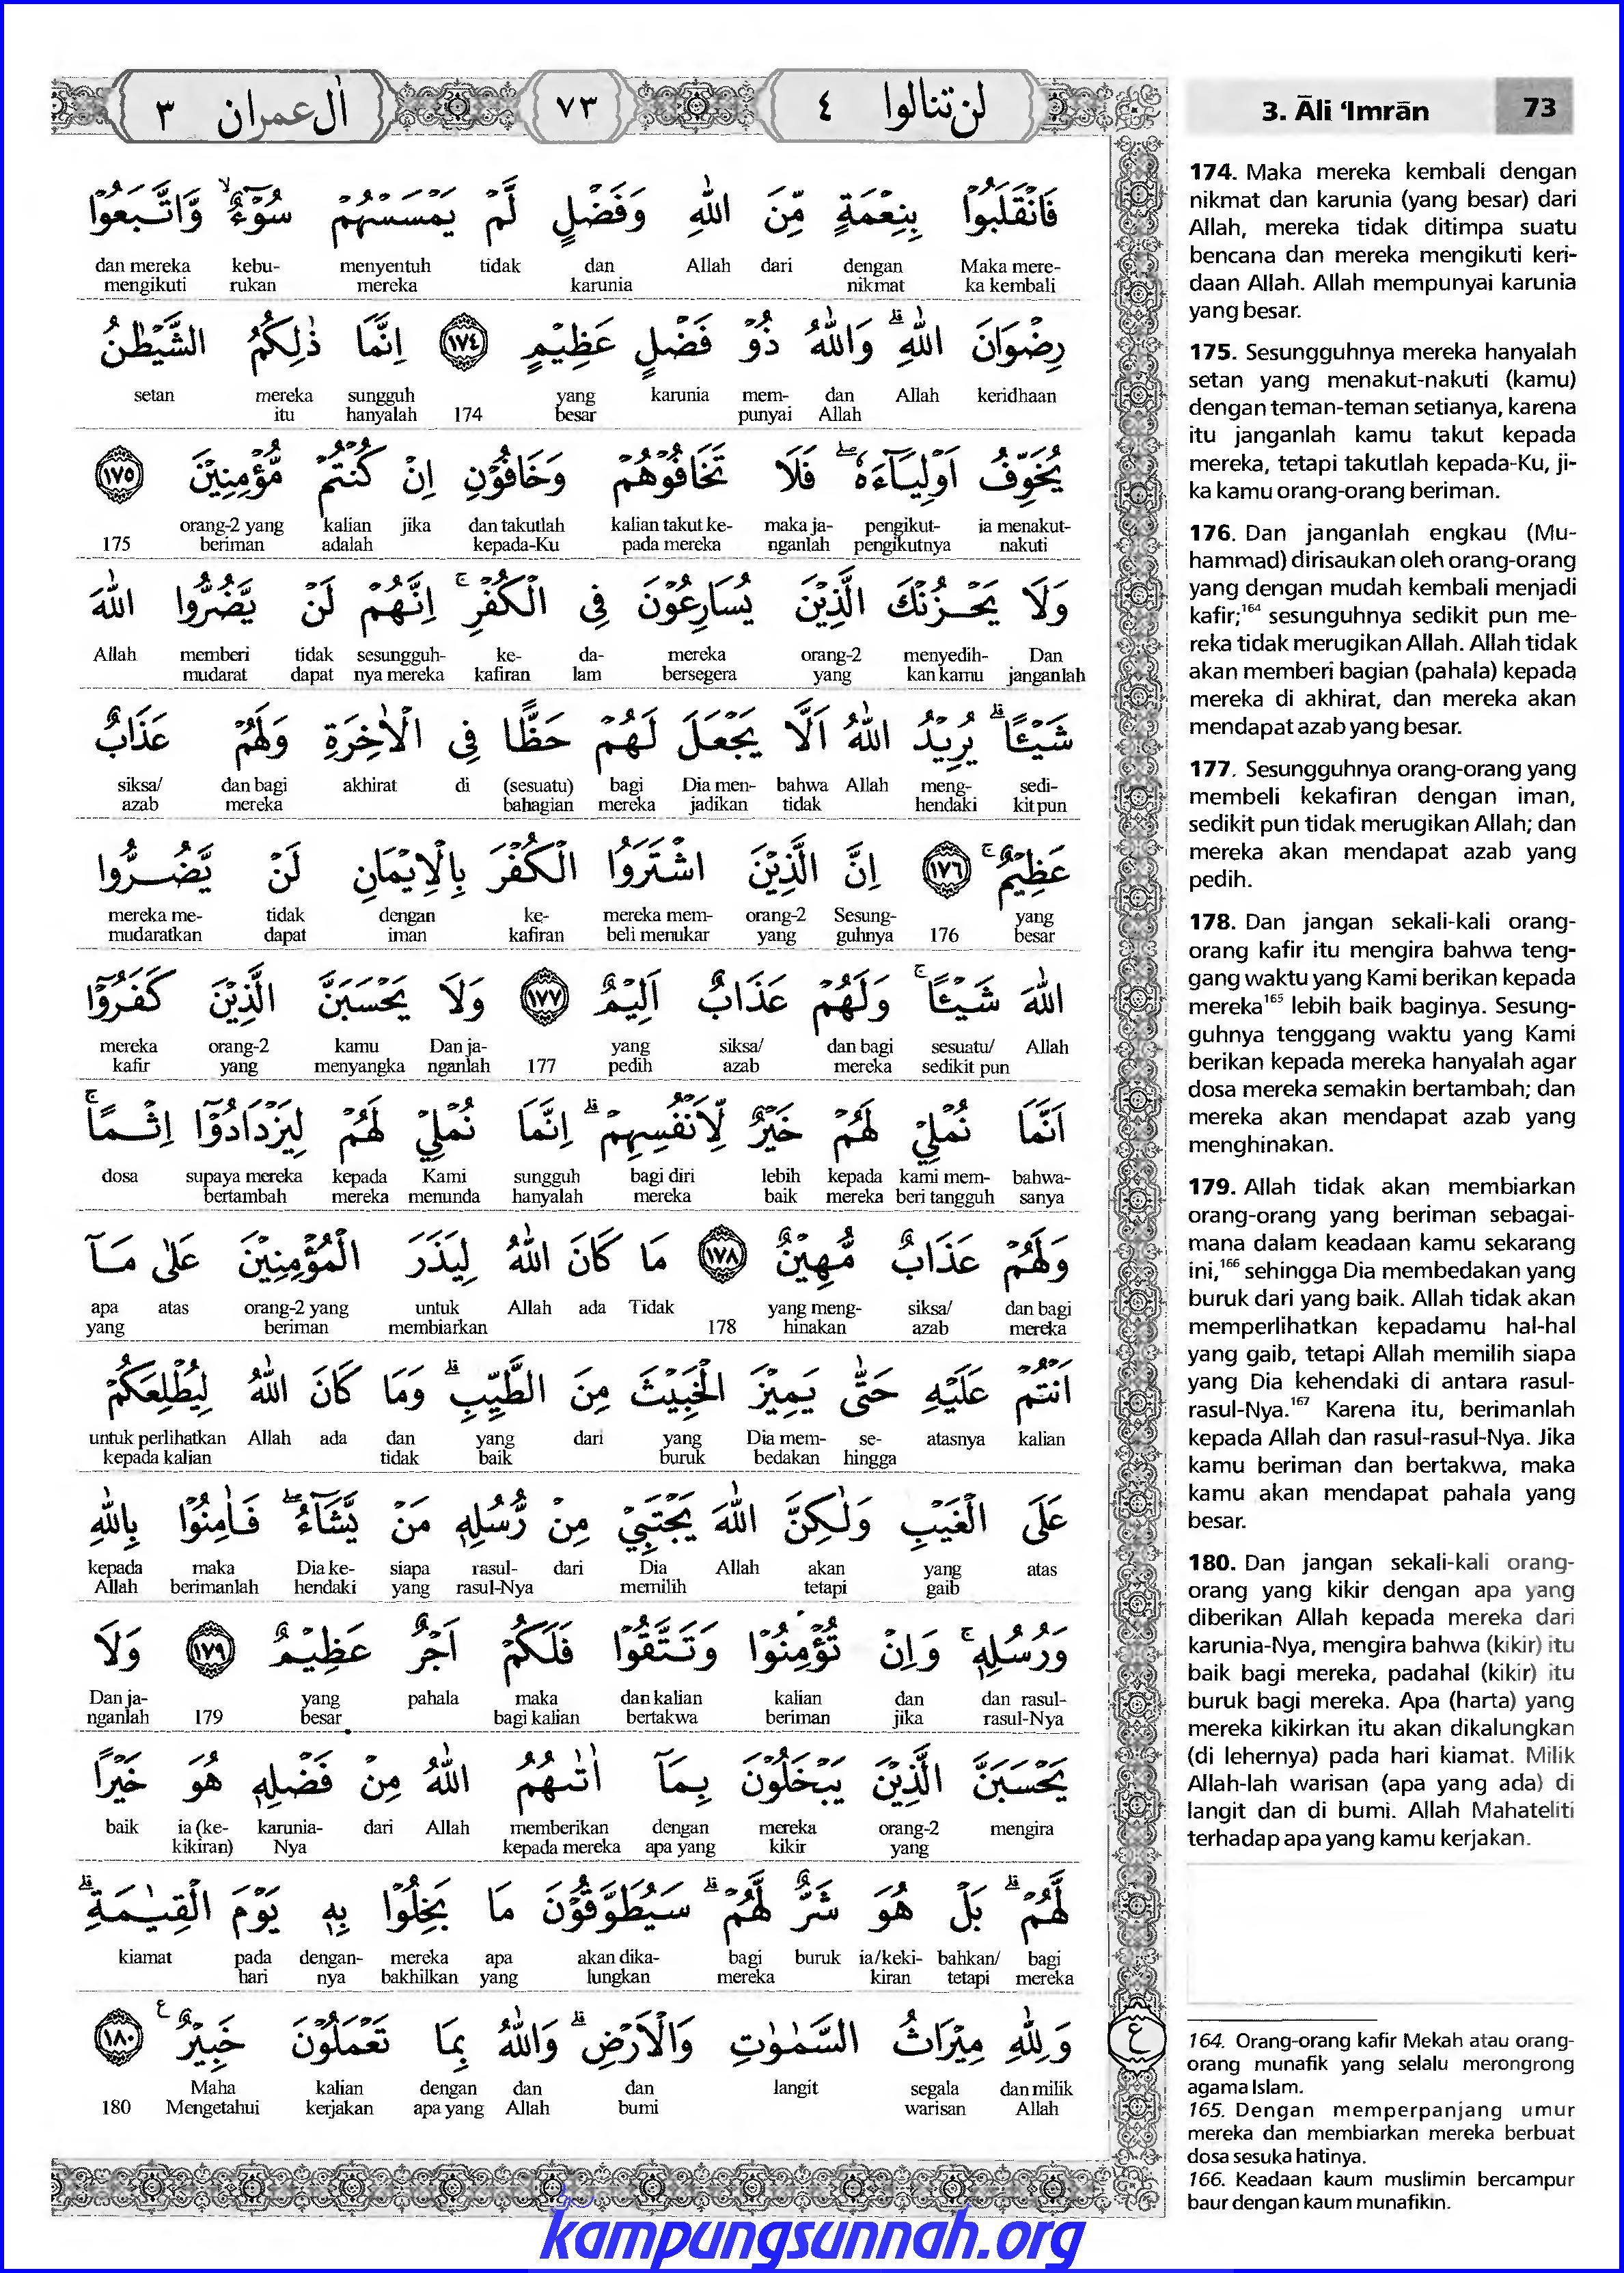 لن تنالوا ٤
٧٣
اٰل عمران ٣
فَانْقَلَبُوْا بِنِعْمَةٍ مِّنَ اللّٰهِ وَفَضْلٍ لَّمْ يَمْسَسْهُمْ سُوْۤءٌۙ وَّاتَّبَعُوْا
dan mereka kebu- menyentuh tidak dan Allah dari dengan Maka mere-
mengikuti rukan mereka karunia nikmat ka kembali
رِضْوَانَ اللّٰهِۗ وَاللّٰهُ ذُوْ فَضْلٍ عَظِيْمٍ ١٧٤ اِنَّمَا ذٰلِكُمُ الشَّيْطٰنُ
setan mereka sungguh yang karunia mem- dan Allah keridhaan
itu hanyalah 174 besar punyai Allah
يُخَوِّفُ اَوْلِيَاۤءَهٗۖ فَلَا تَخَافُوْهُمْ وَخَافُوْنِ اِنْ كُنْتُمْ مُّؤْمِنِيْنَ ١٧٥
orang-2 yang kalian jika dan takutlah kalian takut ke- maka ja- pengikut- ia menakut-
175 beriman adalah kepada-Ku pada mereka nganlah pengikutnya nakuti
وَلَا يَحْزُنْكَ الَّذِيْنَ يُسَارِعُوْنَ فِى الْكُفْرِۚ اِنَّهُمْ لَنْ يَّضُرُّوا اللّٰهَ
Allah memberi tidak sesungguh- ke- da- mereka orang-2 menyedih- Dan
mudarat dapat nya mereka kafiran lam bersegera yang kan kamu janganlah
شَيْـًٔاۗ يُرِيْدُ اللّٰهُ اَلَّا يَجْعَلَ لَهُمْ حَظًّا فِى الْاٰخِرَةِ وَلَهُمْ عَذَابٌ
siksa/ dan bagi akhirat di (sesuatu) bagi Dia men- bahwa Allah meng- sedi-
azab mereka bahagian mereka jadikan tidak hendaki kit pun
عَظِيْمٌۚ ١٧٦ اِنَّ الَّذِيْنَ اشْتَرَوُا الْكُفْرَ بِالْاِيْمَانِ لَنْ يَّضُرُّوا
mereka me- tidak dengan ke- mereka mem- orang-2 Sesung- yang
mudaratkan dapat iman kafiran beli menukar yang guhnya 176 besar
اللّٰهَ شَيْـًٔاۚ وَلَهُمْ عَذَابٌ اَلِيْمٌ ١٧٧ وَلَا يَحْسَبَنَّ الَّذِيْنَ كَفَرُوْٓا
mereka orang-2 kamu Dan ja- yang siksa/ dan bagi sesuatu/ Allah
kafir yang menyangka nganlah 177 pedih azab mereka sedikit pun
اَنَّمَا نُمْلِيْ لَهُمْ خَيْرٌ لِّاَنْفُسِهِمْۗ اِنَّمَا نُمْلِيْ لَهُمْ لِيَزْدَادُوْٓا اِثْمًاۚ
dosa supaya mereka kepada Kami sungguh bagi diri lebih kepada kami mem- bahwa-
bertambah mereka menunda hanyalah mereka baik mereka beri tangguh sanya
وَلَهُمْ عَذَابٌ مُّهِيْنٌ ١٧٨ مَا كَانَ اللّٰهُ لِيَذَرَ الْمُؤْمِنِيْنَ عَلٰى مَآ
apa atas orang-2 yang untuk Allah ada Tidak yang meng- siksa/ dan bagi
yang beriman membiarkan 178 hinakan azab mereka
اَنْتُمْ عَلَيْهِ حَتّٰى يَمِيْزَ الْخَبِيْثَ مِنَ الطَّيِّبِۗ وَمَا كَانَ اللّٰهُ لِيُطْلِعَكُمْ
untuk perlihatkan Allah ada dan yang dari yang Dia mem- se- atasnya kalian
kepada kalian tidak baik buruk bedakan hingga
عَلَى الْغَيْبِ وَلٰكِنَّ اللّٰهَ يَجْتَبِيْ مِنْ رُّسُلِهٖ مَنْ يَّشَاۤءُۖ فَاٰمِنُوْا بِاللّٰهِ
kepada maka Dia ke- siapa rasul- dari Dia Allah akan yang atas
Allah berimanlah hendaki yang rasul-Nya memilih tetapi gaib
وَرُسُلِهٖۚ وَاِنْ تُؤْمِنُوْا وَتَتَّقُوْا فَلَكُمْ اَجْرٌ عَظِيْمٌ ١٧٩ وَلَا
Dan ja- yang pahala maka dan kalian kalian dan dan rasul-
nganlah 179 besar bagi kalian bertakwa beriman jika rasul-Nya
يَحْسَبَنَّ الَّذِيْنَ يَبْخَلُوْنَ بِمَآ اٰتٰىهُمُ اللّٰهُ مِنْ فَضْلِهٖ هُوَ خَيْرًا
baik ia (ke- karunia- dari Allah memberikan dengan mereka orang-2 mengira
kikiran) Nya kepada mereka apa yang kikir yang
لَّهُمْۗ بَلْ هُوَ شَرٌّ لَّهُمْۗ سَيُطَوَّقُوْنَ مَا بَخِلُوْا بِهٖ يَوْمَ الْقِيٰمَةِۗ
kiamat pada dengan- mereka apa akan dika- bagi buruk ia/keki- bahkan/ bagi
hari nya bakhilkan yang lungkan mereka kiran tetapi mereka
وَلِلّٰهِ مِيْرَاثُ السَّمٰوٰتِ وَالْاَرْضِۗ وَاللّٰهُ بِمَا تَعْمَلُوْنَ خَبِيْرٌ ࣖ ١٨٠
Maha kalian dengan dan dan langit segala dan milik
180 Mengetahui kerjakan apa yang Allah bumi warisan Allah
ع
3. Āli 'Imrān 73
174. Maka mereka kembali dengan
nikmat dan karunia (yang besar) dari
Allah, mereka tidak ditimpa suatu
bencana dan mereka mengikuti keri-
daan Allah. Allah mempunyai karunia
yang besar.
175. Sesungguhnya mereka hanyalah
setan yang menakut-nakuti (kamu)
dengan teman-teman setianya, karena
itu janganlah kamu takut kepada
mereka, tetapi takutlah kepada-Ku, ji-
ka kamu orang-orang beriman.
176. Dan janganlah engkau (Mu-
hammad) dirisaukan oleh orang-orang
yang dengan mudah kembali menjadi
kafir;¹⁶⁴ sesungguhnya sedikit pun me-
reka tidak merugikan Allah. Allah tidak
akan memberi bagian (pahala) kepada
mereka di akhirat, dan mereka akan
mendapat azab yang besar.
177. Sesungguhnya orang-orang yang
membeli kekafiran dengan iman,
sedikit pun tidak merugikan Allah; dan
mereka akan mendapat azab yang
pedih.
178. Dan jangan sekali-kali orang-
orang kafir itu mengira bahwa teng-
gang waktu yang Kami berikan kepada
mereka¹⁶⁵ lebih baik baginya. Sesung-
guhnya tenggang waktu yang Kami
berikan kepada mereka hanyalah agar
dosa mereka semakin bertambah; dan
mereka akan mendapat azab yang
menghinakan.
179. Allah tidak akan membiarkan
orang-orang yang beriman sebagai-
mana dalam keadaan kamu sekarang
ini,¹⁶⁶ sehingga Dia membedakan yang
buruk dari yang baik. Allah tidak akan
memperlihatkan kepadamu hal-hal
yang gaib, tetapi Allah memilih siapa
yang Dia kehendaki di antara rasul-
rasul-Nya.¹⁶⁷ Karena itu, berimanlah
kepada Allah dan rasul-rasul-Nya. Jika
kamu beriman dan bertakwa, maka
kamu akan mendapat pahala yang
besar.
180. Dan jangan sekali-kali orang-
orang yang kikir dengan apa yang
diberikan Allah kepada mereka dari
karunia-Nya, mengira bahwa (kikir) itu
baik bagi mereka, padahal (kikir) itu
buruk bagi mereka. Apa (harta) yang
mereka kikirkan itu akan dikalungkan
(di lehernya) pada hari kiamat. Milik
Allah-lah warisan (apa yang ada) di
langit dan di bumi. Allah Mahateliti
terhadap apa yang kamu kerjakan.
164. Orang-orang kafir Mekah atau orang-
orang munafik yang selalu merongrong
agama Islam.
165. Dengan memperpanjang umur
mereka dan membiarkan mereka berbuat
dosa sesuka hatinya.
166. Keadaan kaum muslimin bercampur
baur dengan kaum munafikin.
kampungsunnah.org